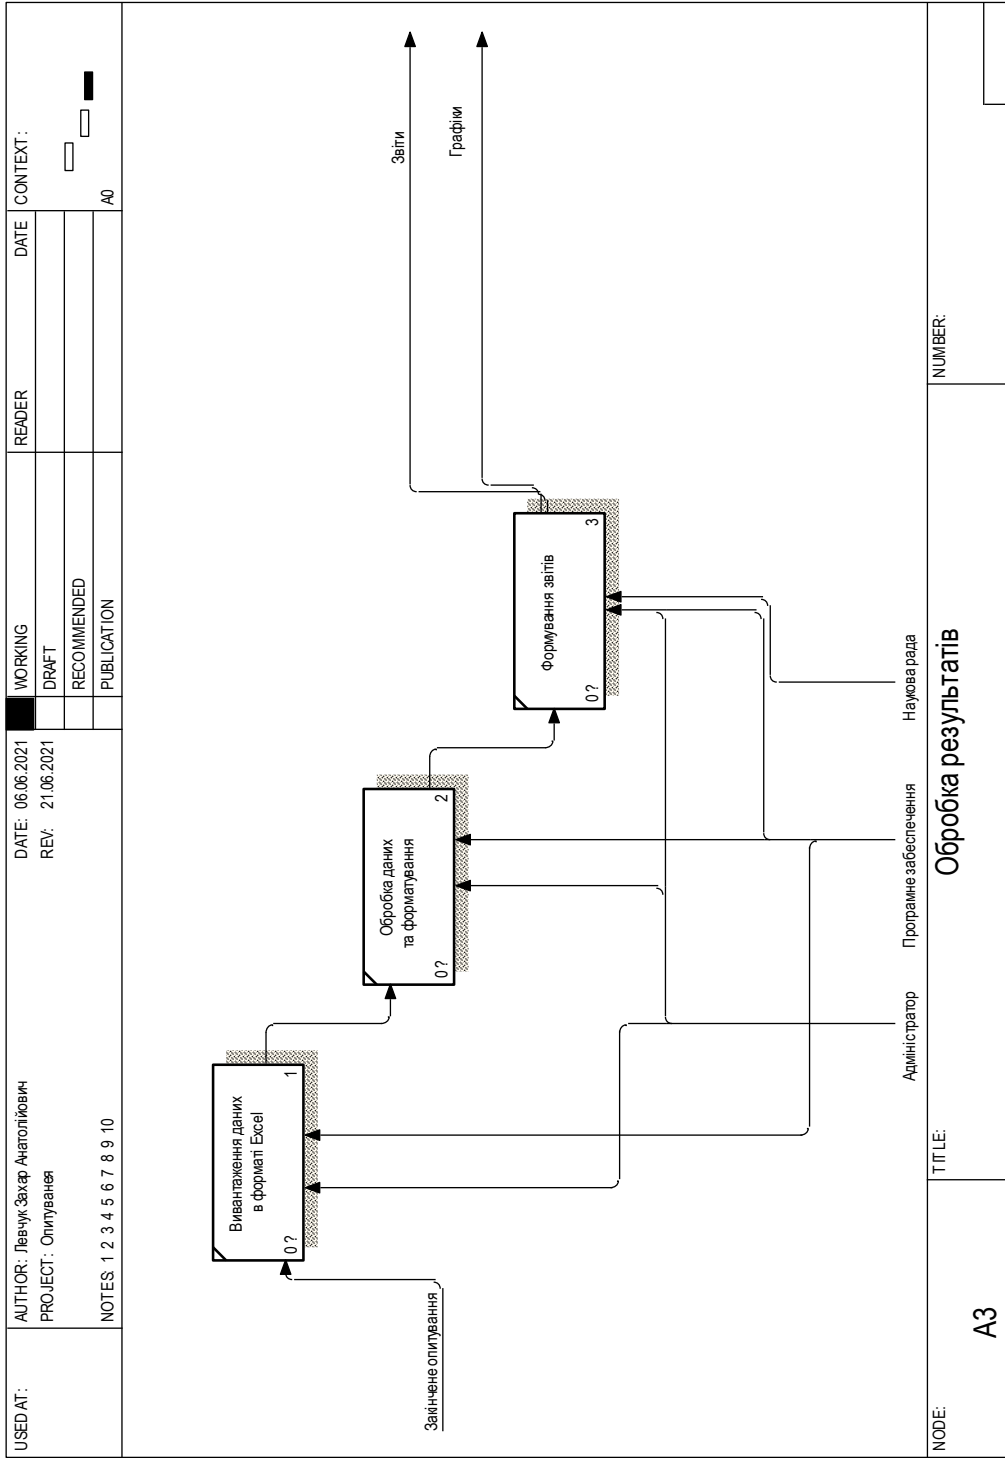 USED AT:
AUTHOR: Левчук Захар Анатолійович
DATE: 06.06.2021
WORKING
READER
DATE
CONTEXT:
PROJECT: Опитування
REV: 21.06.2021
DRAFT
RECOMMENDED
NOTES: 1 2 3 4 5 6 7 8 9 10
PUBLICATION
A0
Вивантаження даних
в форматі Excel
0 ?
1
Обробка даних
та форматування
0 ?
2
Формування звітів
0 ?
3
Закінчене опитування
Звіти
Графіки
Адміністратор
Програмне забеспечення
Наукова рада
NODE:
TITLE:
NUMBER:
A3
Обробка результатів